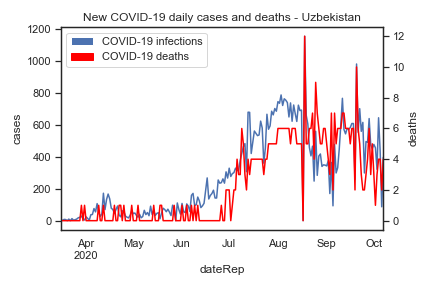 New COVID-19 daily cases and deaths - Uzbekistan
COVID-19 infections
COVID-19 deaths
cases
1200
1000
800
600
400
200
0
deaths
12
10
8
6
4
2
0
Apr
2020
May
Jun
Jul
Aug
Sep
Oct
dateRep